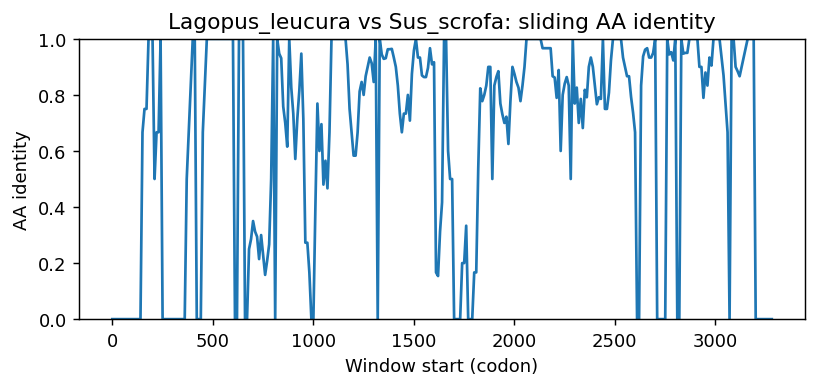 Lagopus_leucura vs Sus_scrofa: sliding AA identity
AA identity
1.0
0.8
0.6
0.4
0.2
0.0
0 500 1000 1500 2000 2500 3000
Window start (codon)